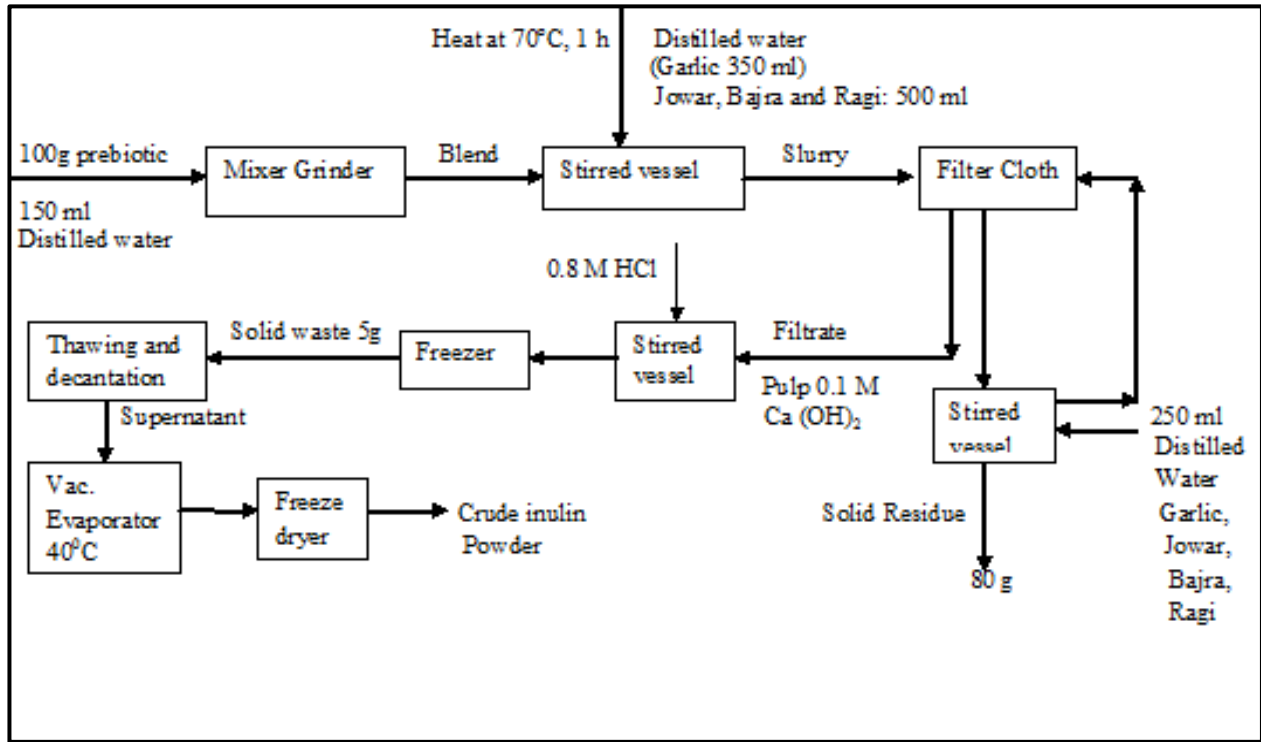 Heat at 70°C, 1 h
Distilled water
(Garlic 350 ml)
Jowar, Bajra and Ragi: 500 ml
100g prebiotic
150 ml
Distilled water
Mixer Grinder
Blend
Stirred vessel
Slurry
Filter Cloth
0.8 M HCl
Thawing and
decantation
Solid waste 5g
Freezer
Stirred
vessel
Filtrate
Pulp 0.1 M
Ca (OH)₂
Stirred
vessel
250 ml
Distilled
Water
Garlic,
Jowar,
Bajra,
Ragi
Supernatant
Vac.
Evaporator
40⁰C
Freeze
dryer
Crude inulin
Powder
Solid Residue
80 g